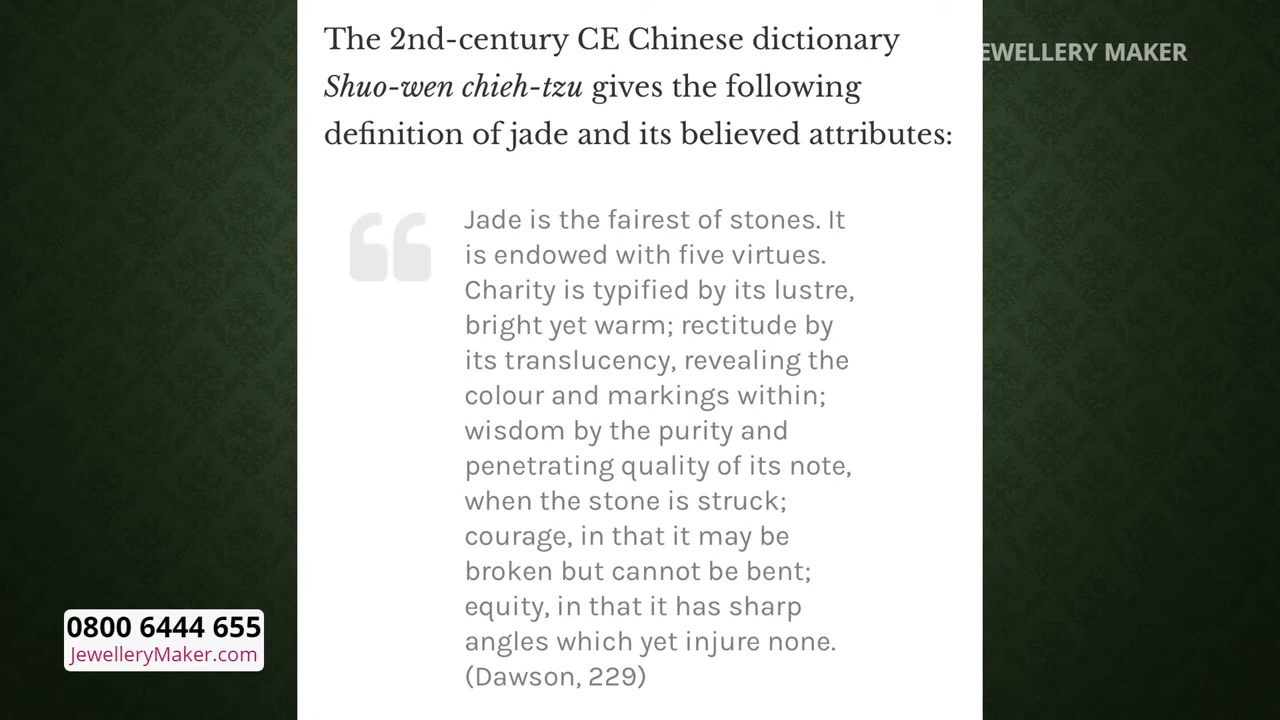 The 2nd-century CE Chinese dictionary
Shuo-wen chieh-tzu gives the following
definition of jade and its believed attributes:
EWELLERY MAKER
Jade is the fairest of stones. It
is endowed with five virtues.
Charity is typified by its lustre,
bright yet warm; rectitude by
its translucency, revealing the
colour and markings within;
wisdom by the purity and
penetrating quality of its note,
when the stone is struck;
courage, in that it may be
broken but cannot be bent;
equity, in that it has sharp
angles which yet injure none.
(Dawson, 229)
0800 6444 655
JewelleryMaker.com